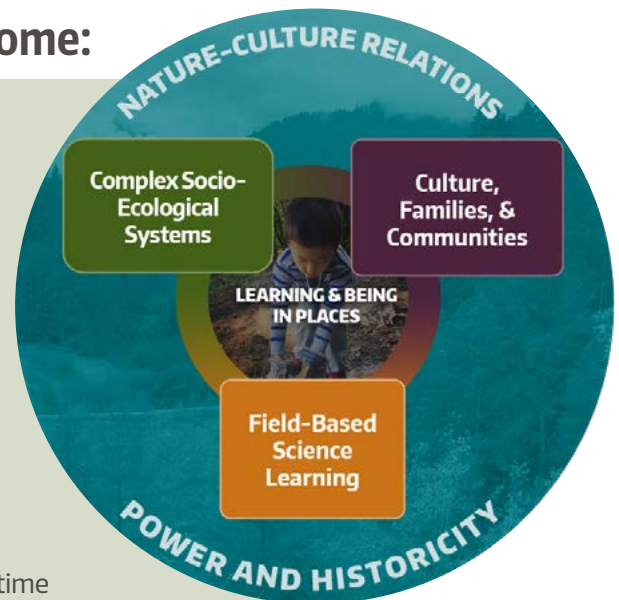 ome:
NATURE-CULTURE RELATIONS
Complex Socio-
Ecological
Systems
Culture,
Families, &
Communities
LEARNING & BEING
IN PLACES
Field-Based
Science
Learning
POWER AND HISTORICITY
time